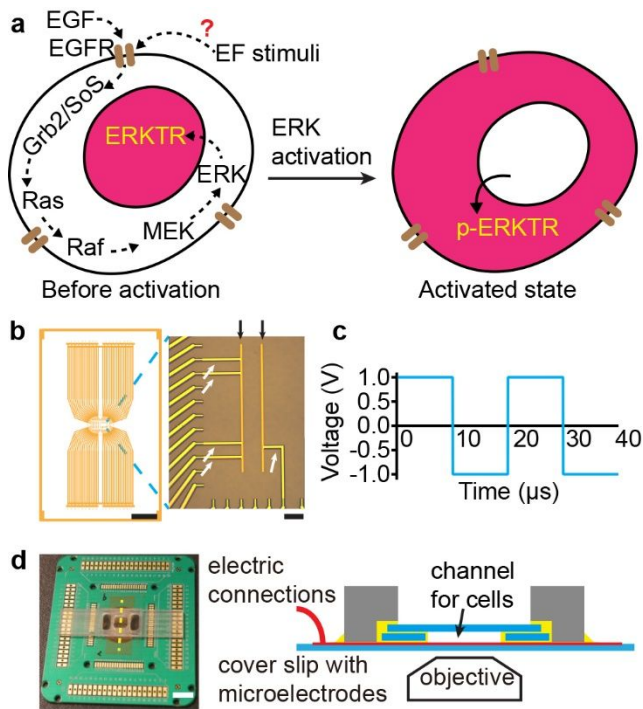 a
EGF
EGFR
?
EF stimuli
Grb2/SoS
ERKTR
ERK
Ras
Raf
MEK
Before activation
ERK
activation
p-ERKTR
Activated state
b
c
Voltage (V)
1.0
0.5
0.0
-0.5
-1.0
0
10
20
30
40
Time (µs)
d
electric
connections
channel
for cells
cover slip with
microelectrodes
objective